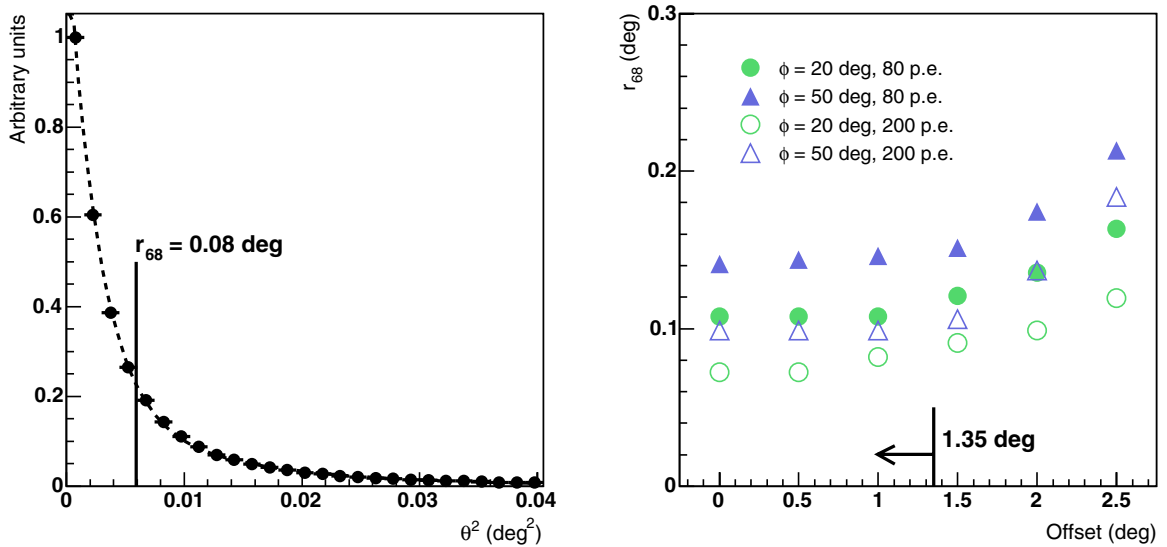 Arbitrary units
1
0.8
0.6
0.4
0.2
0
r68 = 0.08 deg
0 0.01 0.02 0.03 0.04
θ² (deg²)
r68 (deg)
0.3
0.2
0.1
0
ϕ = 20 deg, 80 p.e.
ϕ = 50 deg, 80 p.e.
ϕ = 20 deg, 200 p.e.
ϕ = 50 deg, 200 p.e.
1.35 deg
0 0.5 1 1.5 2 2.5
Offset (deg)